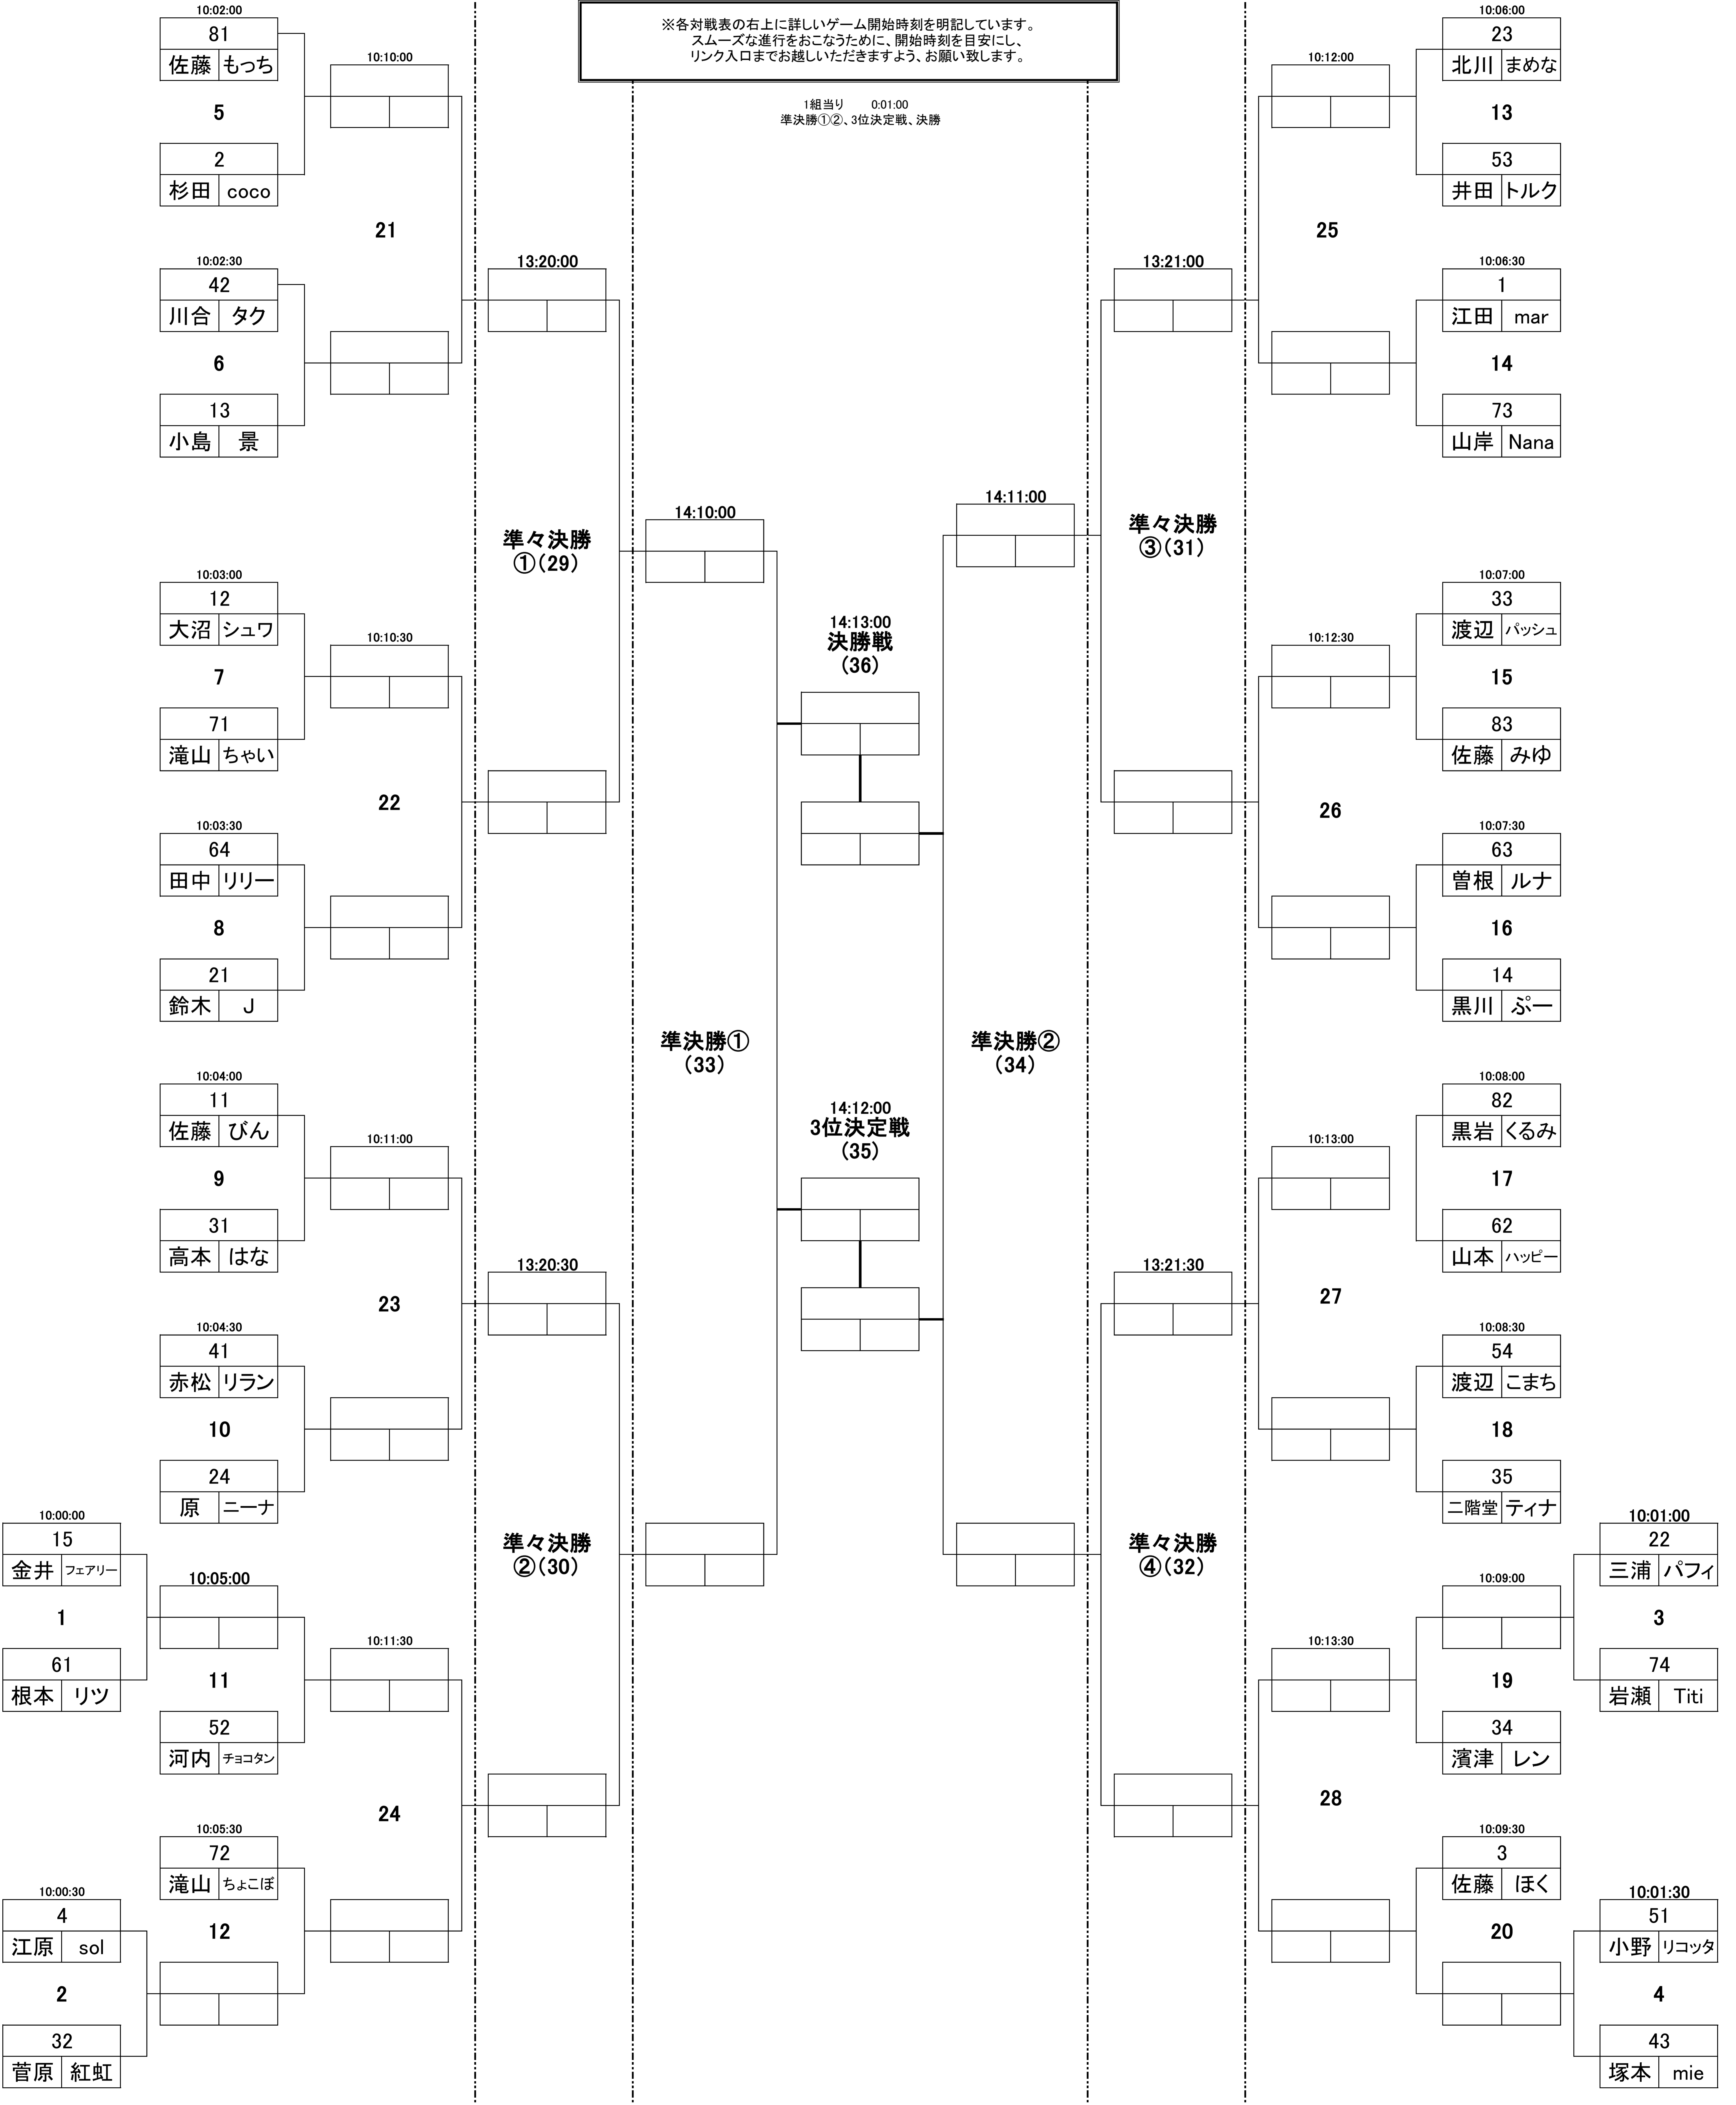 ※各対戦表の右上に詳しいゲーム開始時刻を明記しています。
スムーズな進行をおこなうために、開始時刻を目安にし、
リンク入口までお越しいただきますよう、お願い致します。
1組当り 0:01:00
準決勝①②、3位決定戦、決勝
10:02:00
81
佐藤 もっち
5
2
杉田 coco
10:02:30
42
川合 タク
6
13
小島 景
10:03:00
12
大沼 シュワ
7
71
滝山 ちゃい
10:03:30
64
田中 リリー
8
21
鈴木 J
10:04:00
11
佐藤 びん
9
31
高本 はな
10:04:30
41
赤松 リラン
10
24
原 ニーナ
10:00:00
15
金井 フェアリー
1
61
根本 リツ
10:05:00
11
52
河内 チョコタン
10:05:30
72
滝山 ちょこぼ
12
10:00:30
4
江原 sol
2
32
菅原 紅虹
10:10:00
21
10:10:30
22
10:11:00
23
10:11:30
24
13:20:00
準々決勝
①(29)
13:20:30
準々決勝
②(30)
14:10:00
準決勝①
(33)
14:13:00
決勝戦
(36)
14:12:00
3位決定戦
(35)
14:11:00
準決勝②
(34)
13:21:00
準々決勝
③(31)
13:21:30
準々決勝
④(32)
10:12:00
25
10:12:30
26
10:13:00
27
10:13:30
28
10:06:00
23
北川 まめな
13
53
井田 トルク
10:06:30
1
江田 mar
14
73
山岸 Nana
10:07:00
33
渡辺 パッシュ
15
83
佐藤 みゆ
10:07:30
63
曽根 ルナ
16
14
黒川 ぷー
10:08:00
82
黒岩 くるみ
17
62
山本 ハッピー
10:08:30
54
渡辺 こまち
18
35
二階堂 ティナ
10:01:00
22
三浦 パフィ
3
74
岩瀬 Titi
10:09:00
19
34
濱津 レン
10:09:30
3
佐藤 ほく
20
10:01:30
51
小野 リコッタ
4
43
塚本 mie